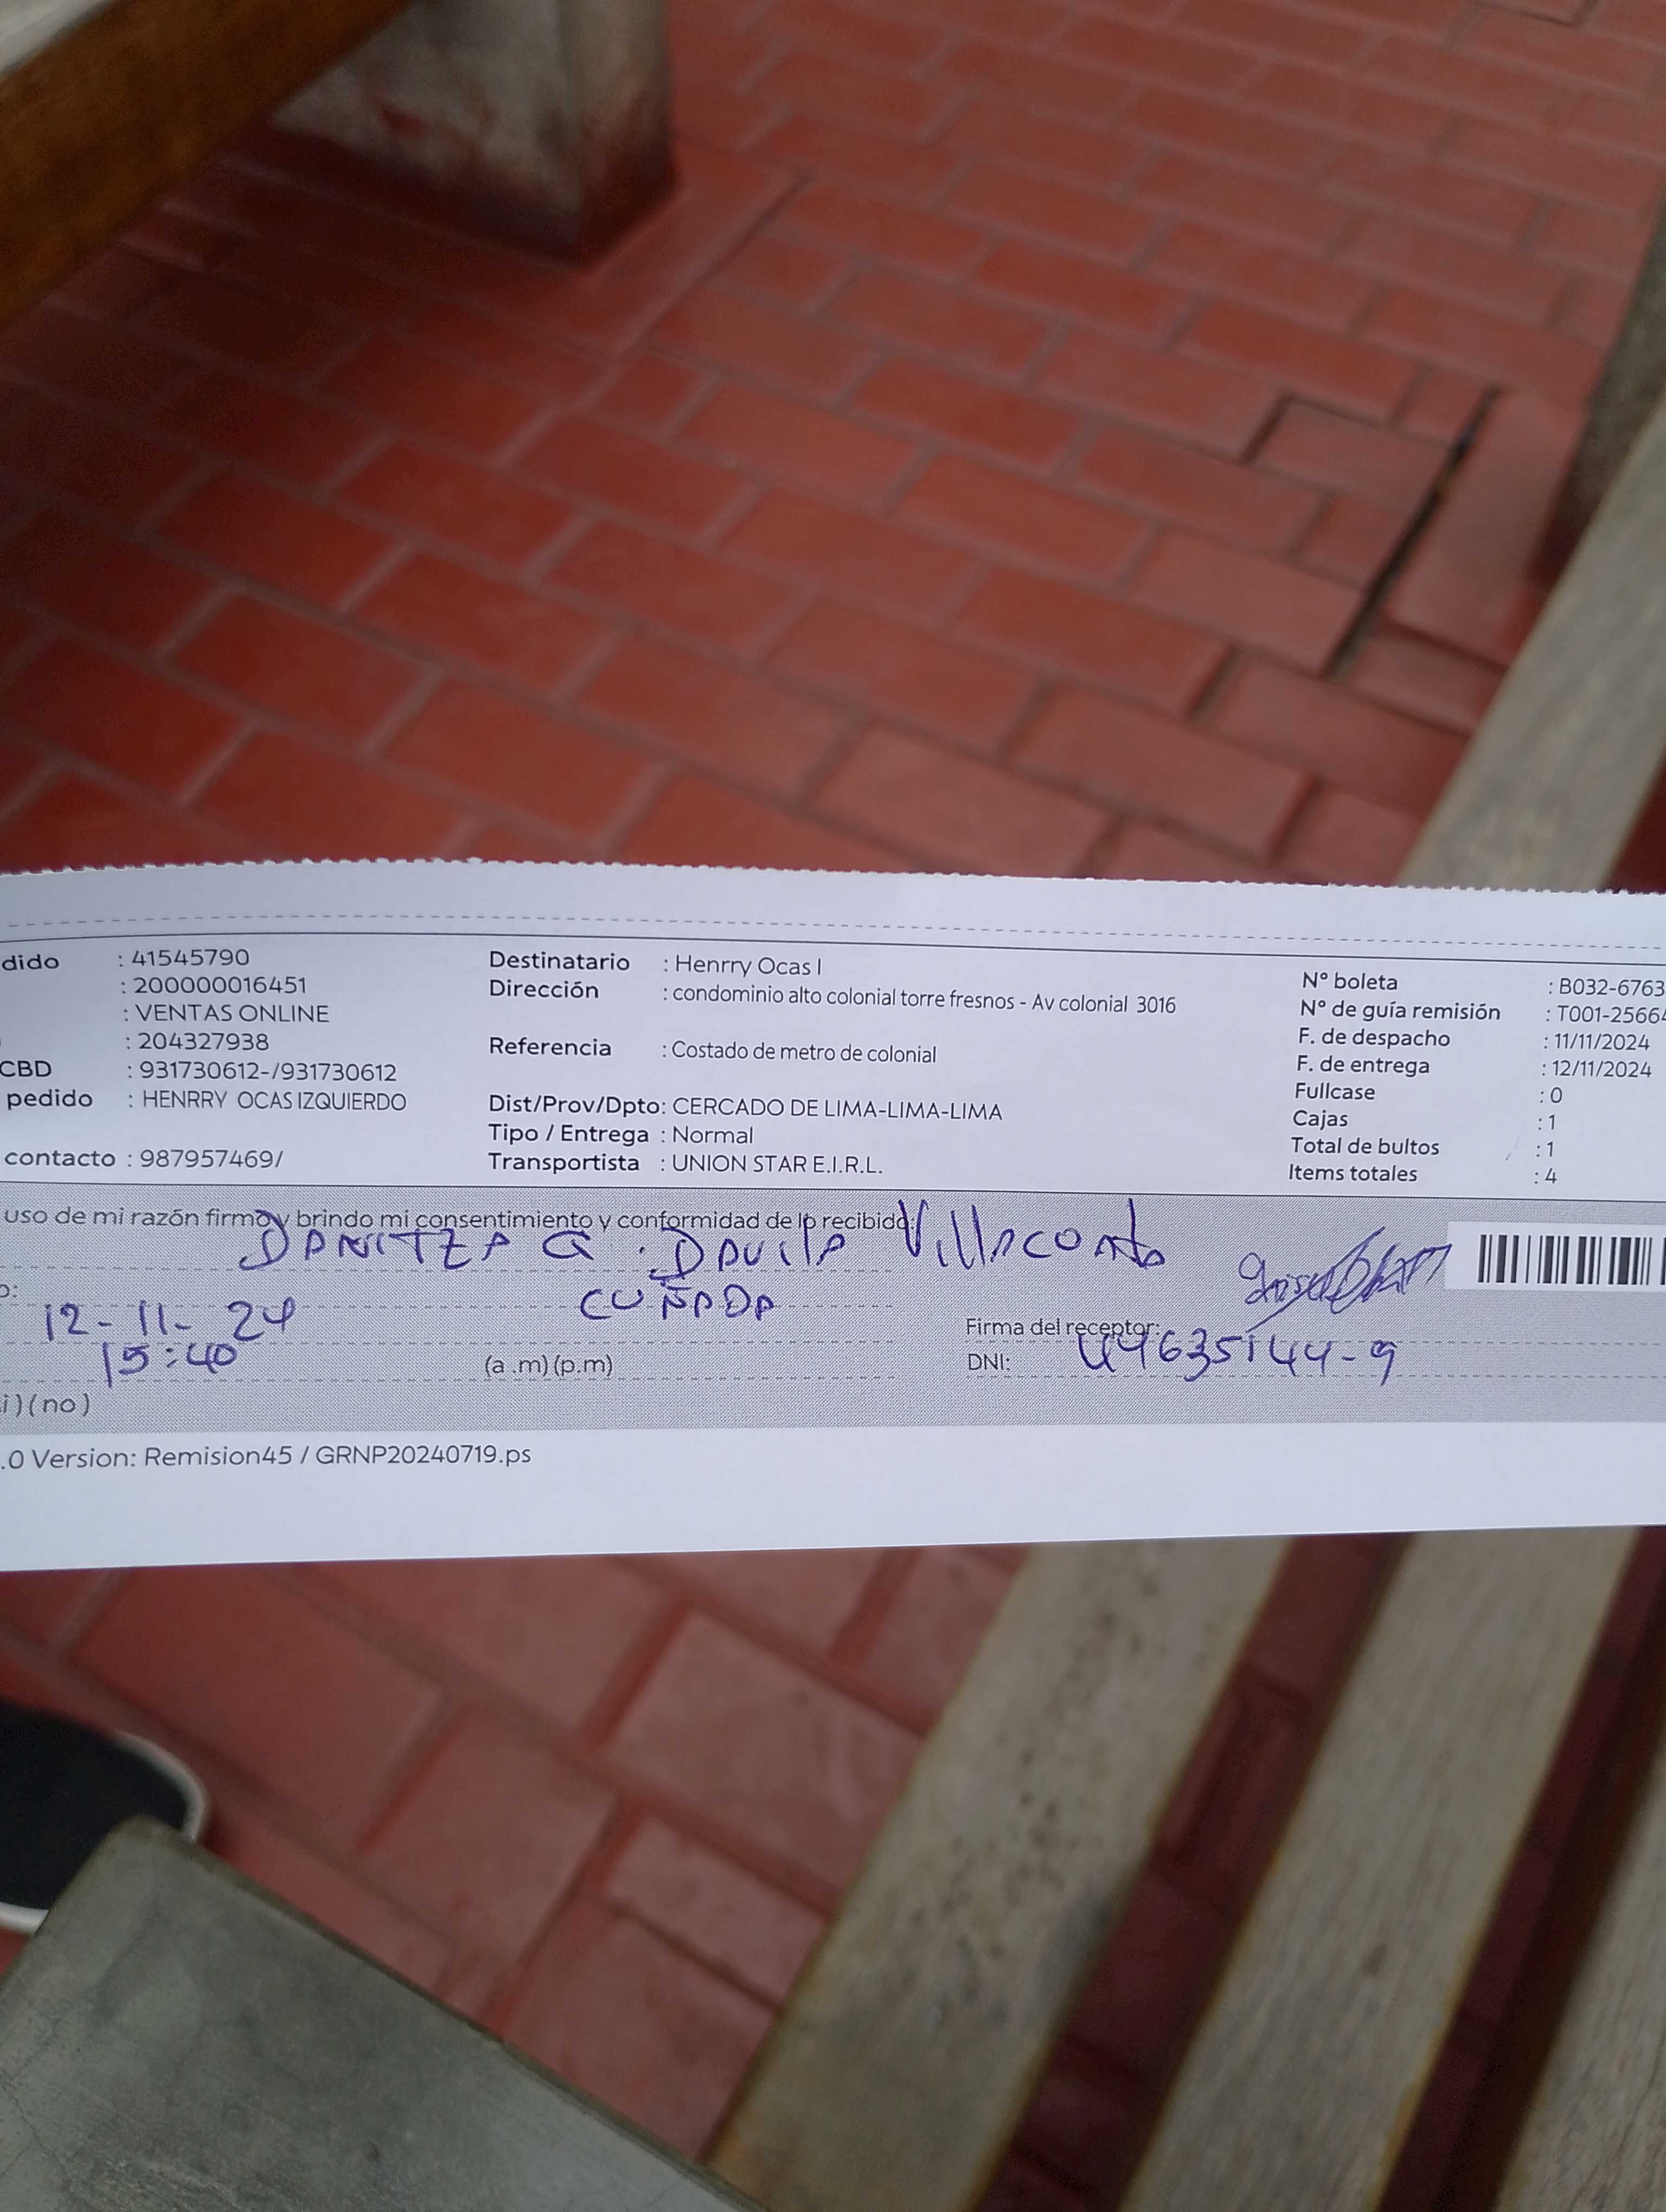 dido : 41545790
: 200000016451
: VENTAS ONLINE
: 204327938
CBD : 931730612-/931730612
pedido : HENRRY OCAS IZQUIERDO
contacto : 987957469/
Destinatario : Henrry Ocas I
Dirección : condominio alto colonial torre fresnos - Av colonial 3016
Referencia : Costado de metro de colonial
Dist/Prov/Dpto: CERCADO DE LIMA-LIMA-LIMA
Tipo / Entrega : Normal
Transportista : UNION STAR E.I.R.L.
N° boleta : B032-6763
N° de guía remisión : T001-25664
F. de despacho : 11/11/2024
F. de entrega : 12/11/2024
Fullcase : 0
Cajas : 1
Total de bultos : 1
Items totales : 4
uso de mi razón firmo y brindo mi consentimiento y conformidad de lo recibido:
DANITZA G. Davila
CUÑADA
o:
12-11-24
15:40 (a .m) (p.m)
Firma del receptor:
DNI: 44635144-9
i) (no)
.0 Version: Remision45 / GRNP20240719.ps